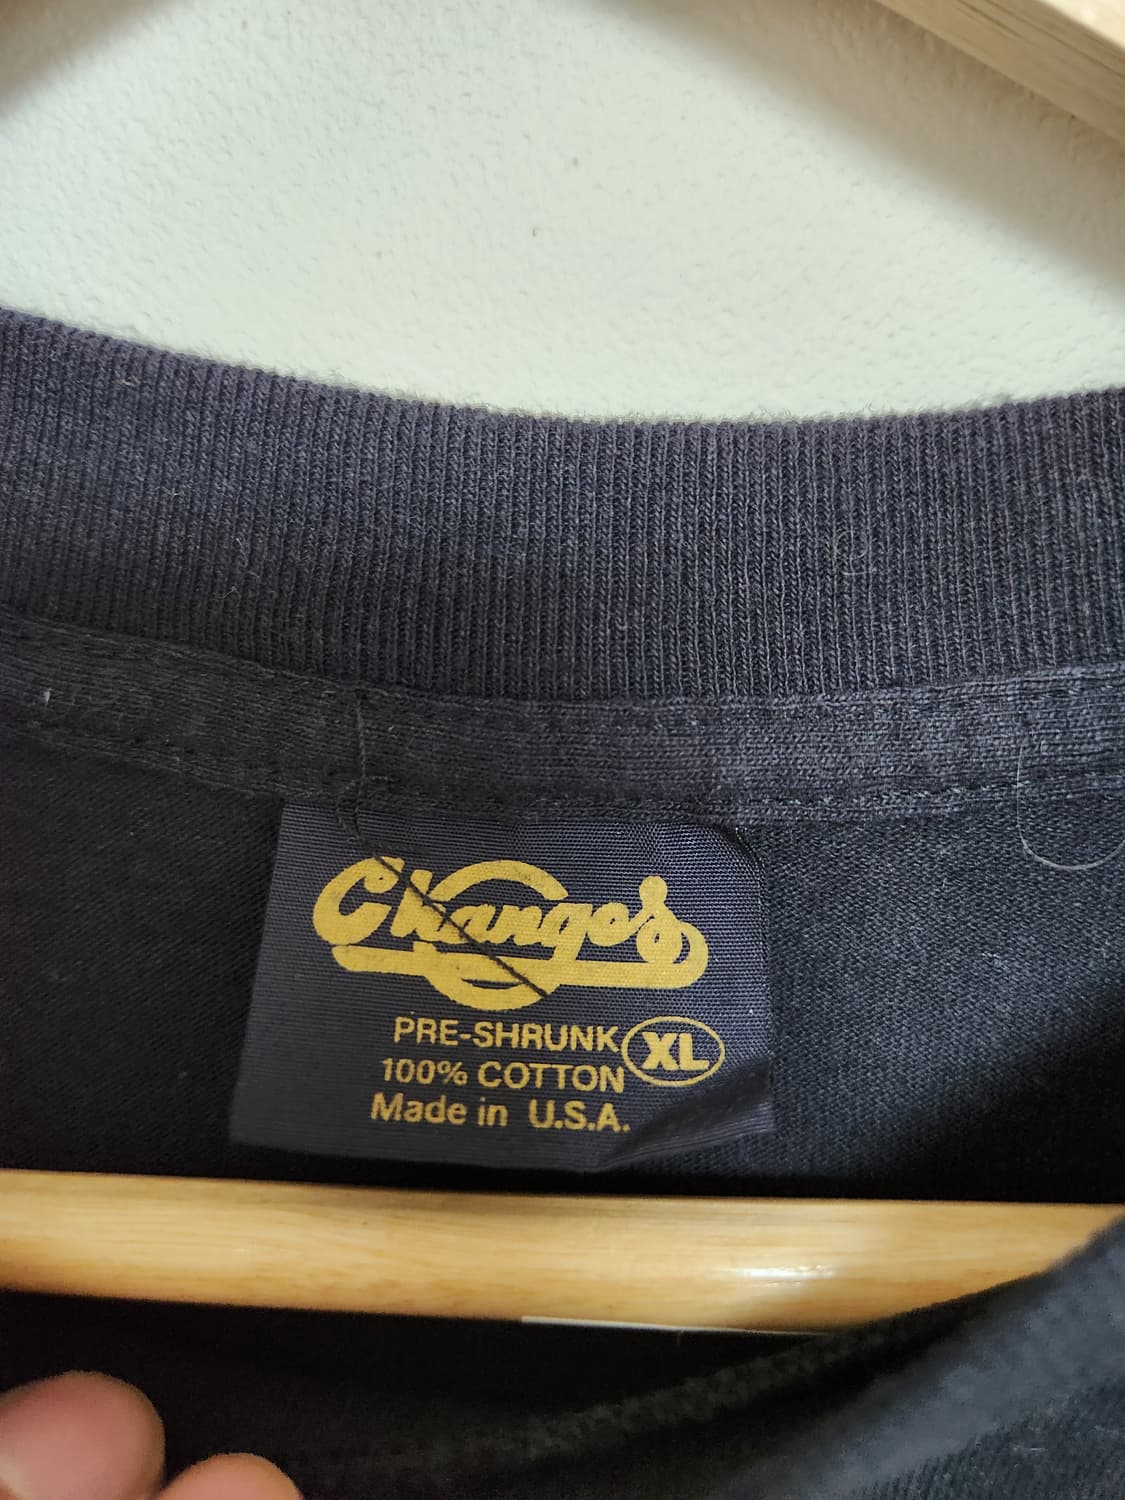 Changes
PRE-SHRUNK
100% COTTON
Made in U.S.A.
XL